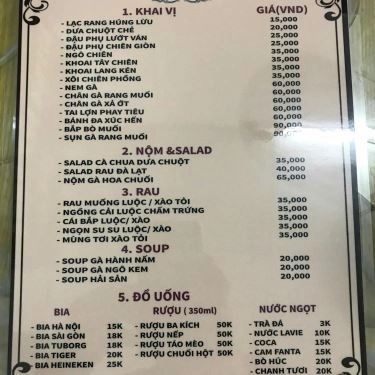 1. KHAI VỊ GIÁ(VND)
- LẠC RANG HÚNG LỪU 15,000
- DƯA CHUỘT CHẺ 20,000
- ĐẬU PHỤ LƯỚT VÁN 20,000
- ĐẬU PHỤ CHIÊN GIÒN 25,000
- NGÔ CHIÊN 35,000
- KHOAI TÂY CHIÊN 35,000
- KHOAI LANG KÉN 35,000
- XÔI CHIÊN PHỒNG 35,000
- NEM GÀ 60,000
- CHÂN GÀ RANG MUỐI 60,000
- CHÂN GÀ XẢ ỚT 60,000
- TAI LỢN PHAY TIÊU 60,000
- BÁNH ĐA XÚC HẾN 60,000
- BẮP BÒ MUỐI 90,000
- SỤN GÀ RANG MUỐI 90,000
2. NỘM &SALAD
- SALAD CÀ CHUA DƯA CHUỘT 35,000
- SALAD RAU ĐÀ LẠT 40,000
- NỘM GÀ HOA CHUỐI 65,000
3. RAU
- RAU MUỐNG LUỘC / XÀO TỎI 35,000
- NGỒNG CẢI LUỘC CHẤM TRỨNG 35,000
- CẢI BẮP LUỘC/ XÀO 35,000
- NGỌN SU SU LUỘC/ XÀO 35,000
- MÙNG TƠI XÀO TỎI 35,000
4. SOUP
- SOUP GÀ HÀNH NẤM 20,000
- SOUP GÀ NGÔ KEM 20,000
- SOUP HẢI SẢN 20,000
5. ĐỒ UỐNG
BIA RƯỢU ( 350ml) NƯỚC NGỌT
- BIA HÀ NỘI 15K - RƯỢU BA KÍCH 50K - TRÀ ĐÁ 3K
- BIA SÀI GÒN 18K - RƯỢU NẾP 50K - NƯỚC LAVIE 10K
- BIA TUBORG 18K - RƯỢU TÁO MÈO 50K - COCA 15K
- BIA TIGER 20K - RƯỢU CHUỐI HỘT 50K - CAM FANTA 15K
- BIA HEINEKEN 25K - BÒ HÚC 20K
- CHANH TƯƠI 20K